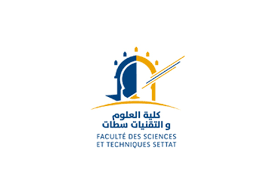 كلية العلوم
و التقنيات سطات
FACULTÉ DES SCIENCES
ET TECHNIQUES SETTAT